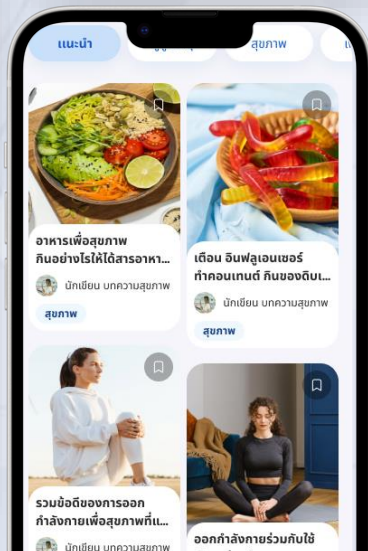 แนะนำ
สุขภาพ
อาหารเพื่อสุขภาพ
กินอย่างไรให้ได้สารอาหา...
นักเขียน บทความสุขภาพ
สุขภาพ
เตือน อินฟลูเอนเซอร์
ทำคอนเทนต์ กินของดิบเ...
นักเขียน บทความสุขภาพ
สุขภาพ
รวมข้อดีของการออก
กำลังกายเพื่อสุขภาพที่แ...
นักเขียน บทความสุขภาพ
ออกกำลังกายร่วมกับใช้